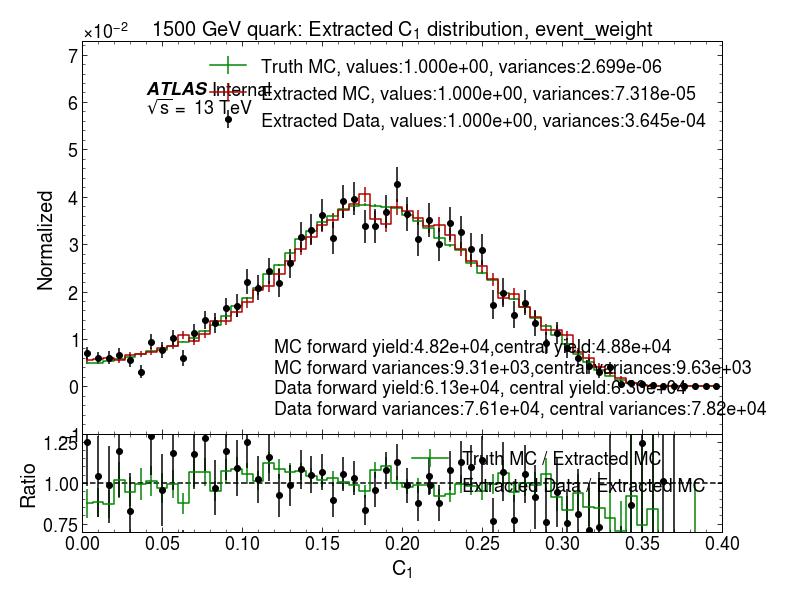 ×10⁻²
1500 GeV quark: Extracted C₁ distribution, event_weight
7
6
5
4
3
2
1
0
1
Normalized
Truth MC, values:1.000e+00, variances:2.699e-06
ATLAS Internal
Extracted MC, values:1.000e+00, variances:7.318e-05
√s = 13 TeV
Extracted Data, values:1.000e+00, variances:3.645e-04
MC forward yield:4.82e+04,central yield:4.88e+04
MC forward variances:9.31e+03,central variances:9.63e+03
Data forward yield:6.13e+04, central yield:6.30e+04
Data forward variances:7.61e+04, central variances:7.82e+04
1.25
1.00
0.75
Ratio
Truth MC / Extracted MC
Extracted Data / Extracted MC
0.00 0.05 0.10 0.15 0.20 0.25 0.30 0.35 0.40
C₁